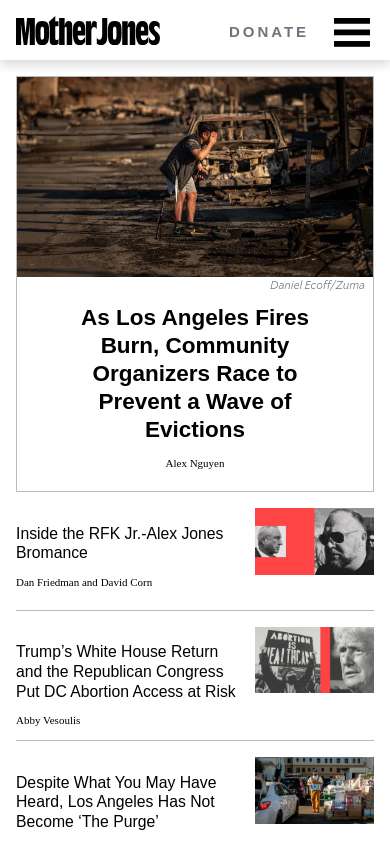 Mother Jones
DONATE
Daniel Ecoff/Zuma
As Los Angeles Fires
Burn, Community
Organizers Race to
Prevent a Wave of
Evictions
Alex Nguyen
Inside the RFK Jr.-Alex Jones
Bromance
Dan Friedman and David Corn
Trump’s White House Return
and the Republican Congress
Put DC Abortion Access at Risk
Abby Vesoulis
ABORTION
IS
HEALTHCARE
Despite What You May Have
Heard, Los Angeles Has Not
Become ‘The Purge’